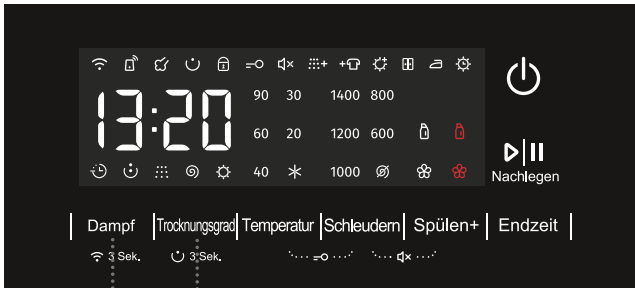 90 30 1400 800
13:20
60 20 1200 600
40 1000
Nachlegen
Dampf Trocknungsgrad Temperatur Schleudern Spülen+ Endzeit
3 Sek. 3 Sek.